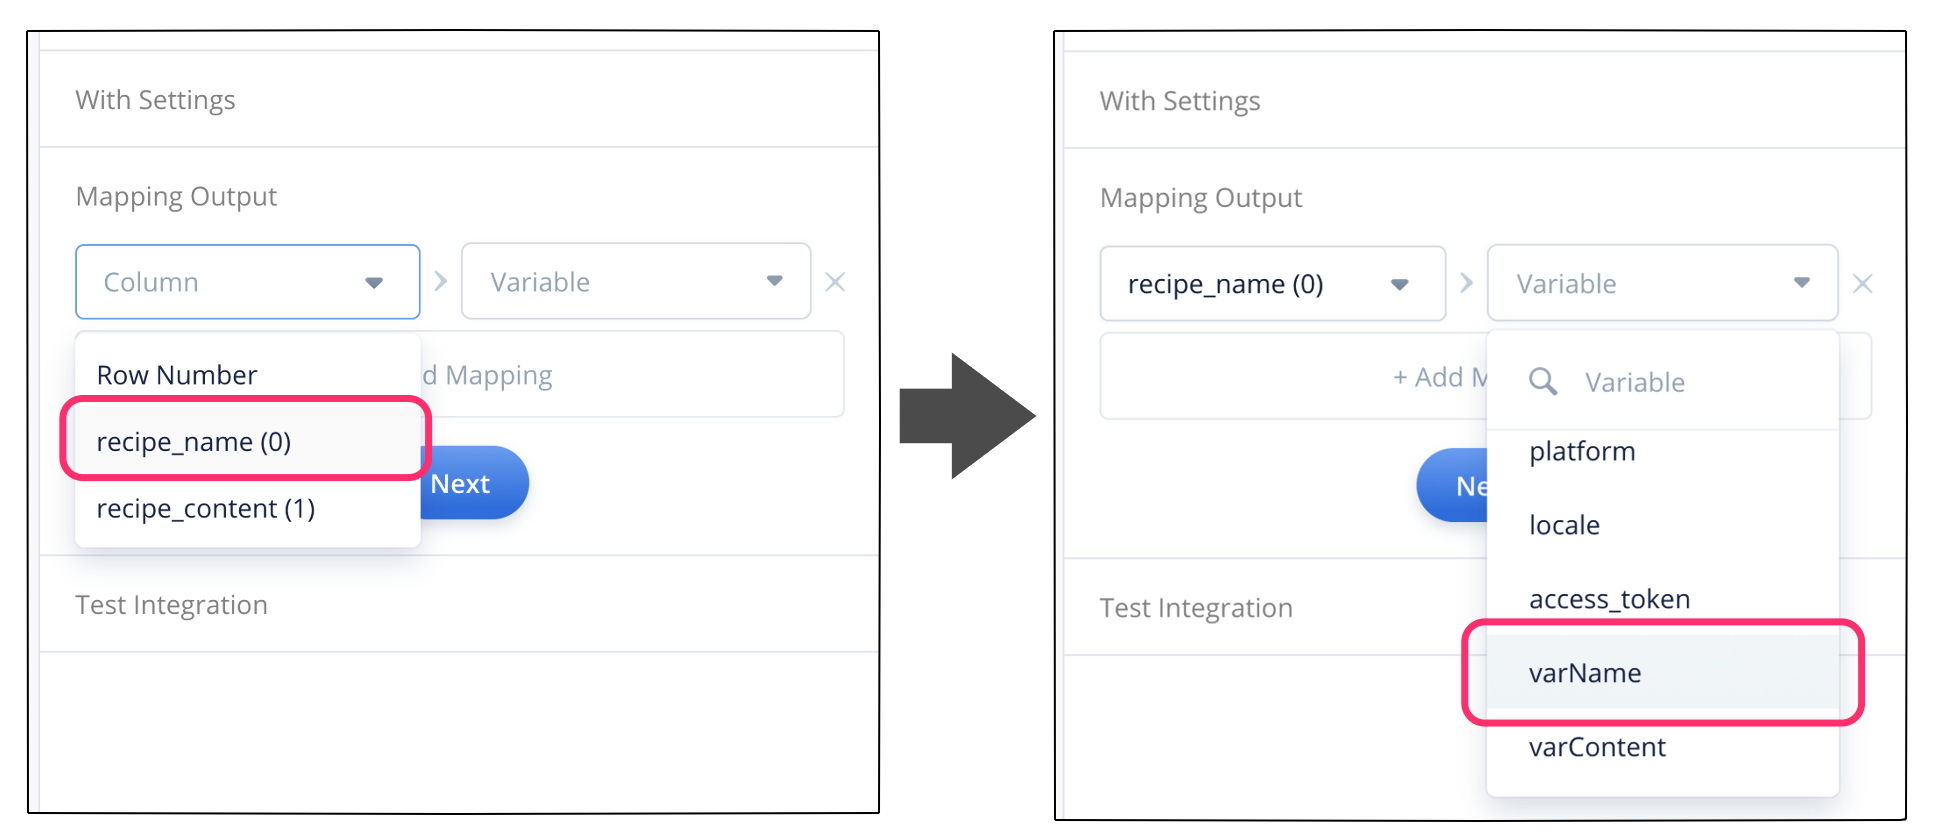 With Settings
Mapping Output
Column
Variable
Row Number
d Mapping
recipe_name (0)
Next
recipe_content (1)
Test Integration
With Settings
Mapping Output
recipe_name (0)
Variable
+ Add M
Variable
platform
Ne
locale
access_token
Test Integration
varName
varContent